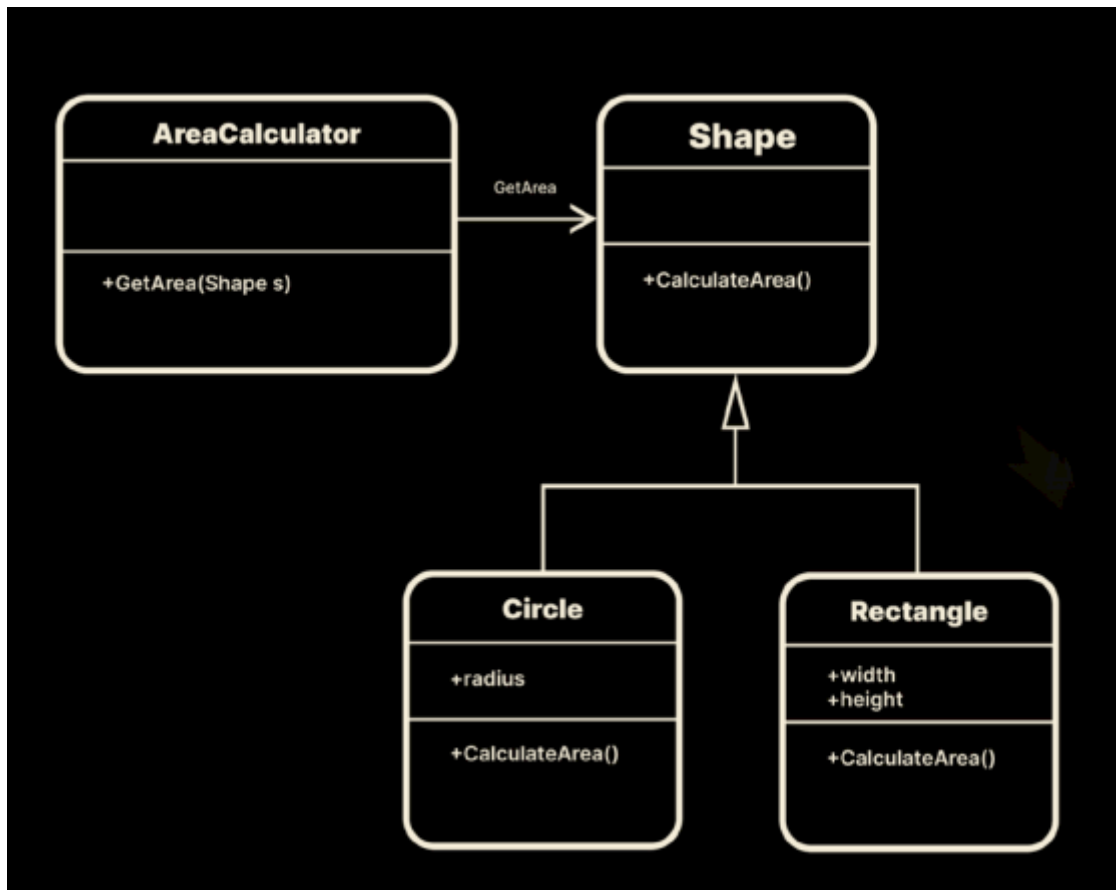 AreaCalculator
+GetArea(Shape s)
GetArea
Shape
+CalculateArea()
Circle
+radius
+CalculateArea()
Rectangle
+width
+height
+CalculateArea()